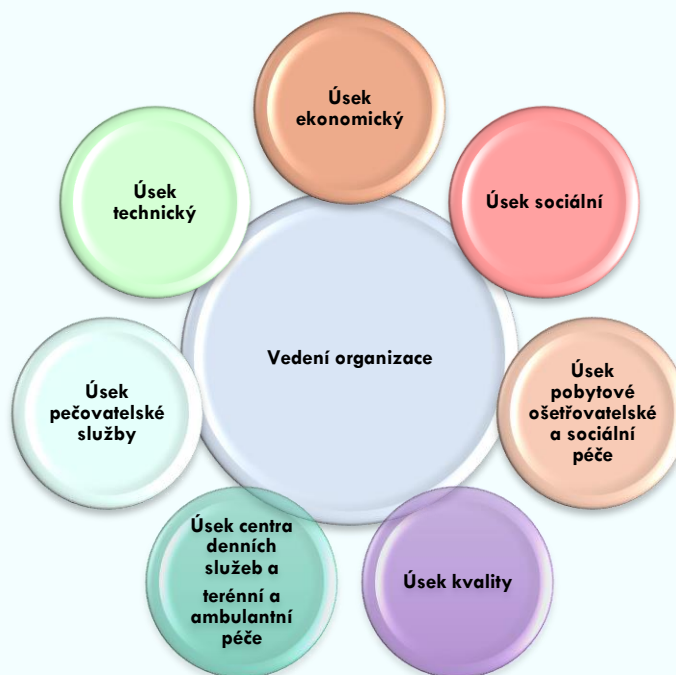 Úsek
ekonomický
Úsek sociální
Úsek
pobytové
ošetřovatelské
a sociální
péče
Úsek kvality
Úsek centra
denních
služeb a
terénní a
ambulantní
péče
Úsek
pečovatelské
služby
Úsek
technický
Vedení organizace